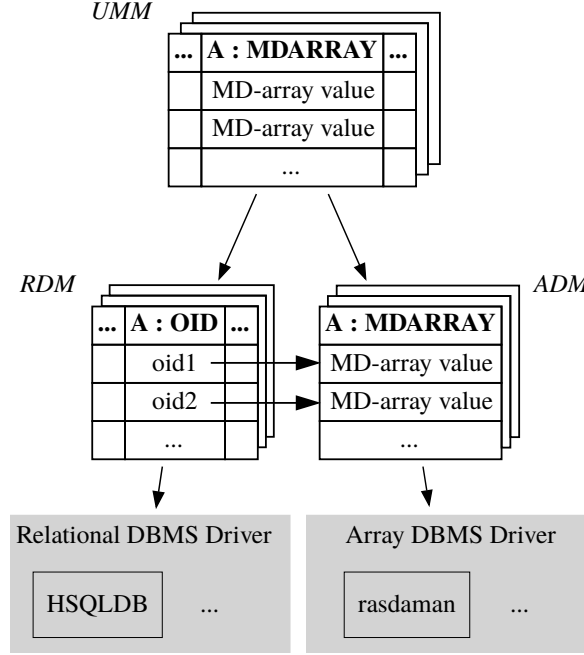 UMM
... A : MDARRAY ...
MD-array value
MD-array value
...
RDM
ADM
... A : OID ...
A : MDARRAY
oid1
MD-array value
oid2
MD-array value
...
...
Relational DBMS Driver
Array DBMS Driver
HSQLDB
...
rasdaman
...